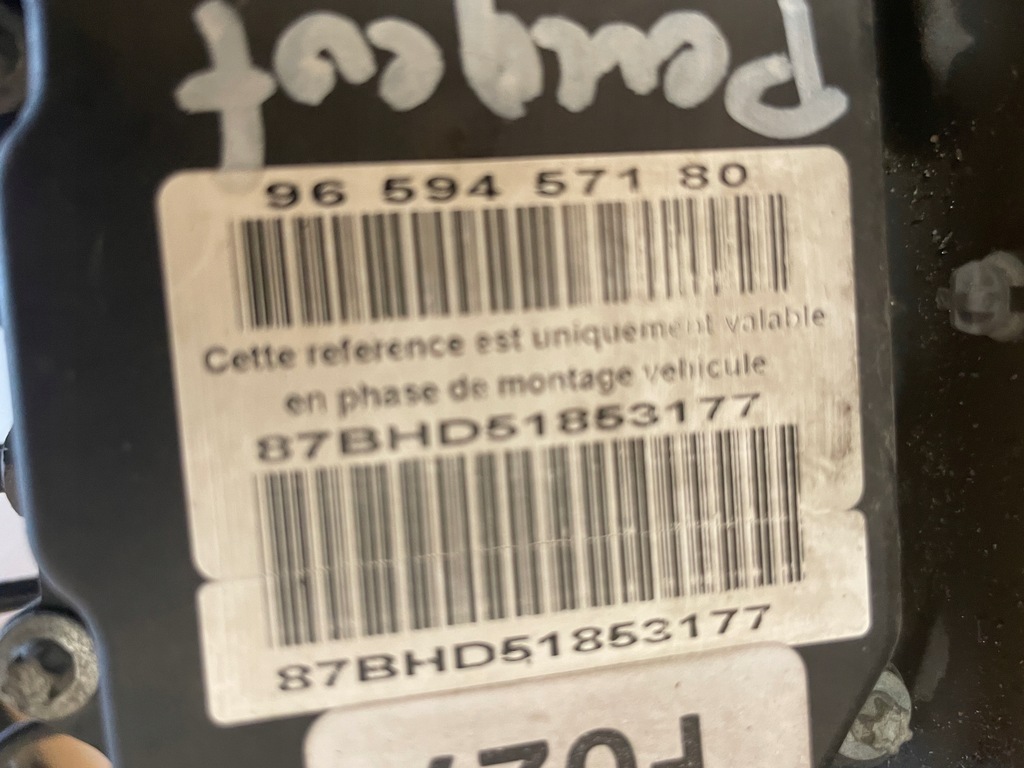 Peugeot
96 594 571 80
Cette reference est uniquement valable
en phase de montage vehicule
87BHD51853177
87BHD51853177